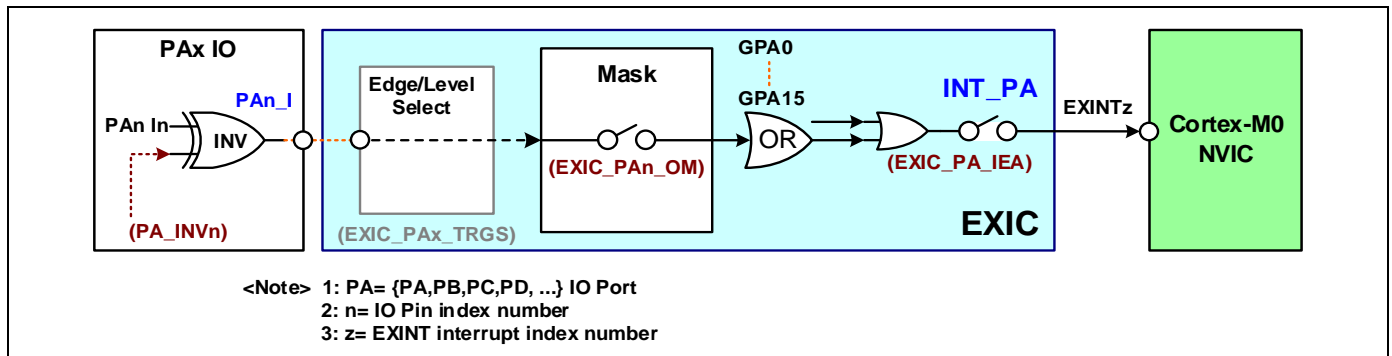 PAx IO
PAn In
INV
PAn_I
(PA_INVn)
Edge/Level
Select
(EXIC_PAx_TRGS)
Mask
(EXIC_PAn_OM)
GPA0
GPA15
OR
INT_PA
(EXIC_PA_IEA)
EXIC
EXINTz
Cortex-M0
NVIC
<Note> 1: PA= {PA,PB,PC,PD, ...} IO Port
2: n= IO Pin index number
3: z= EXINT interrupt index number